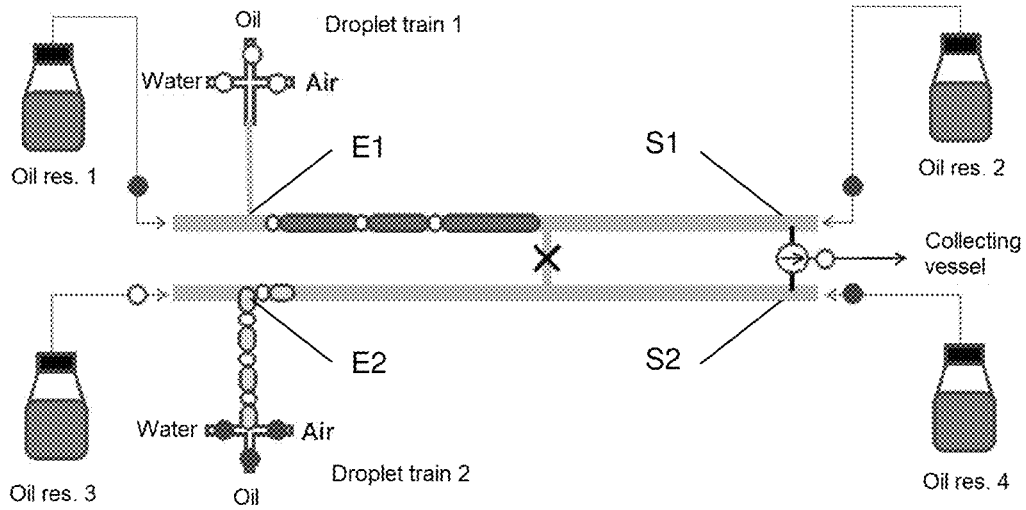 Oil
Droplet train 1
Water
Air
Oil res. 1
E1
S1
Oil res. 2
Collecting
vessel
E2
S2
Water
Air
Droplet train 2
Oil res. 3
Oil
Oil res. 4